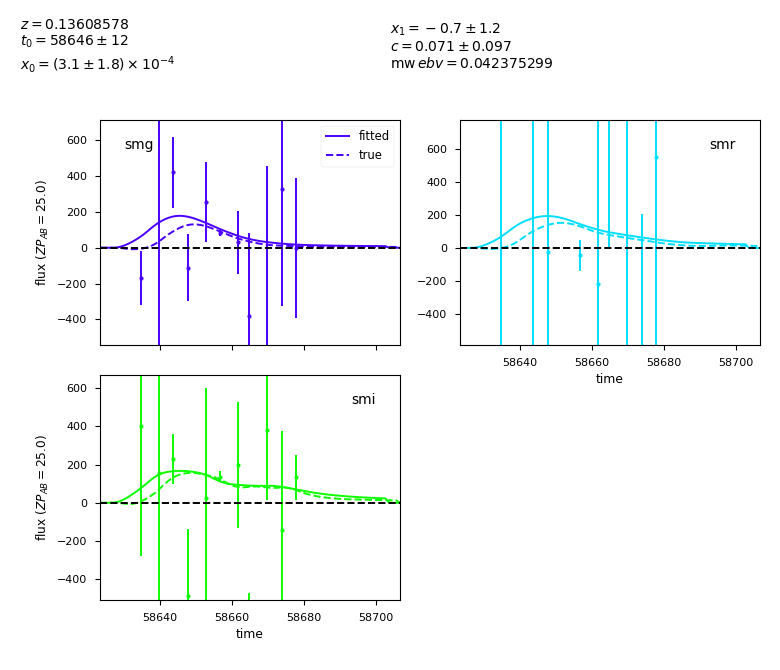 z = 0.13608578
t₀ = 58646 ± 12
x₀ = (3.1 ± 1.8) × 10⁻⁴
x₁ = −0.7 ± 1.2
c = 0.071 ± 0.097
mw ebv = 0.042375299
smg
fitted
true
600
400
200
0
−200
−400
flux (ZP_AB = 25.0)
smr
600
400
200
0
−200
−400
58640 58660 58680 58700
time
smi
600
400
200
0
−200
−400
flux (ZP_AB = 25.0)
58640 58660 58680 58700
time